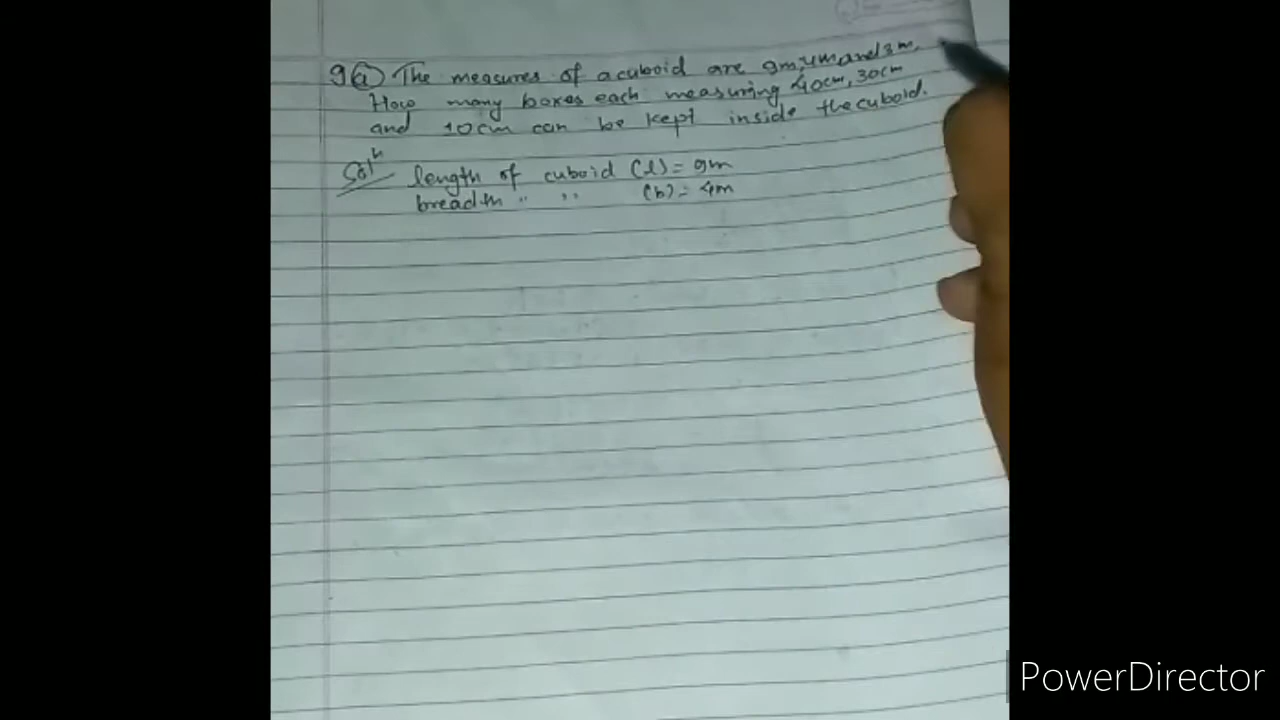 9(a) The measures of a cuboid are 9m, 4m and 3m.
How many boxes each measuring 40cm, 30cm
and 10cm can be kept inside the cuboid.
Solⁿ length of cuboid (l) = 9m
breadth " " (b) = 4m
PowerDirector